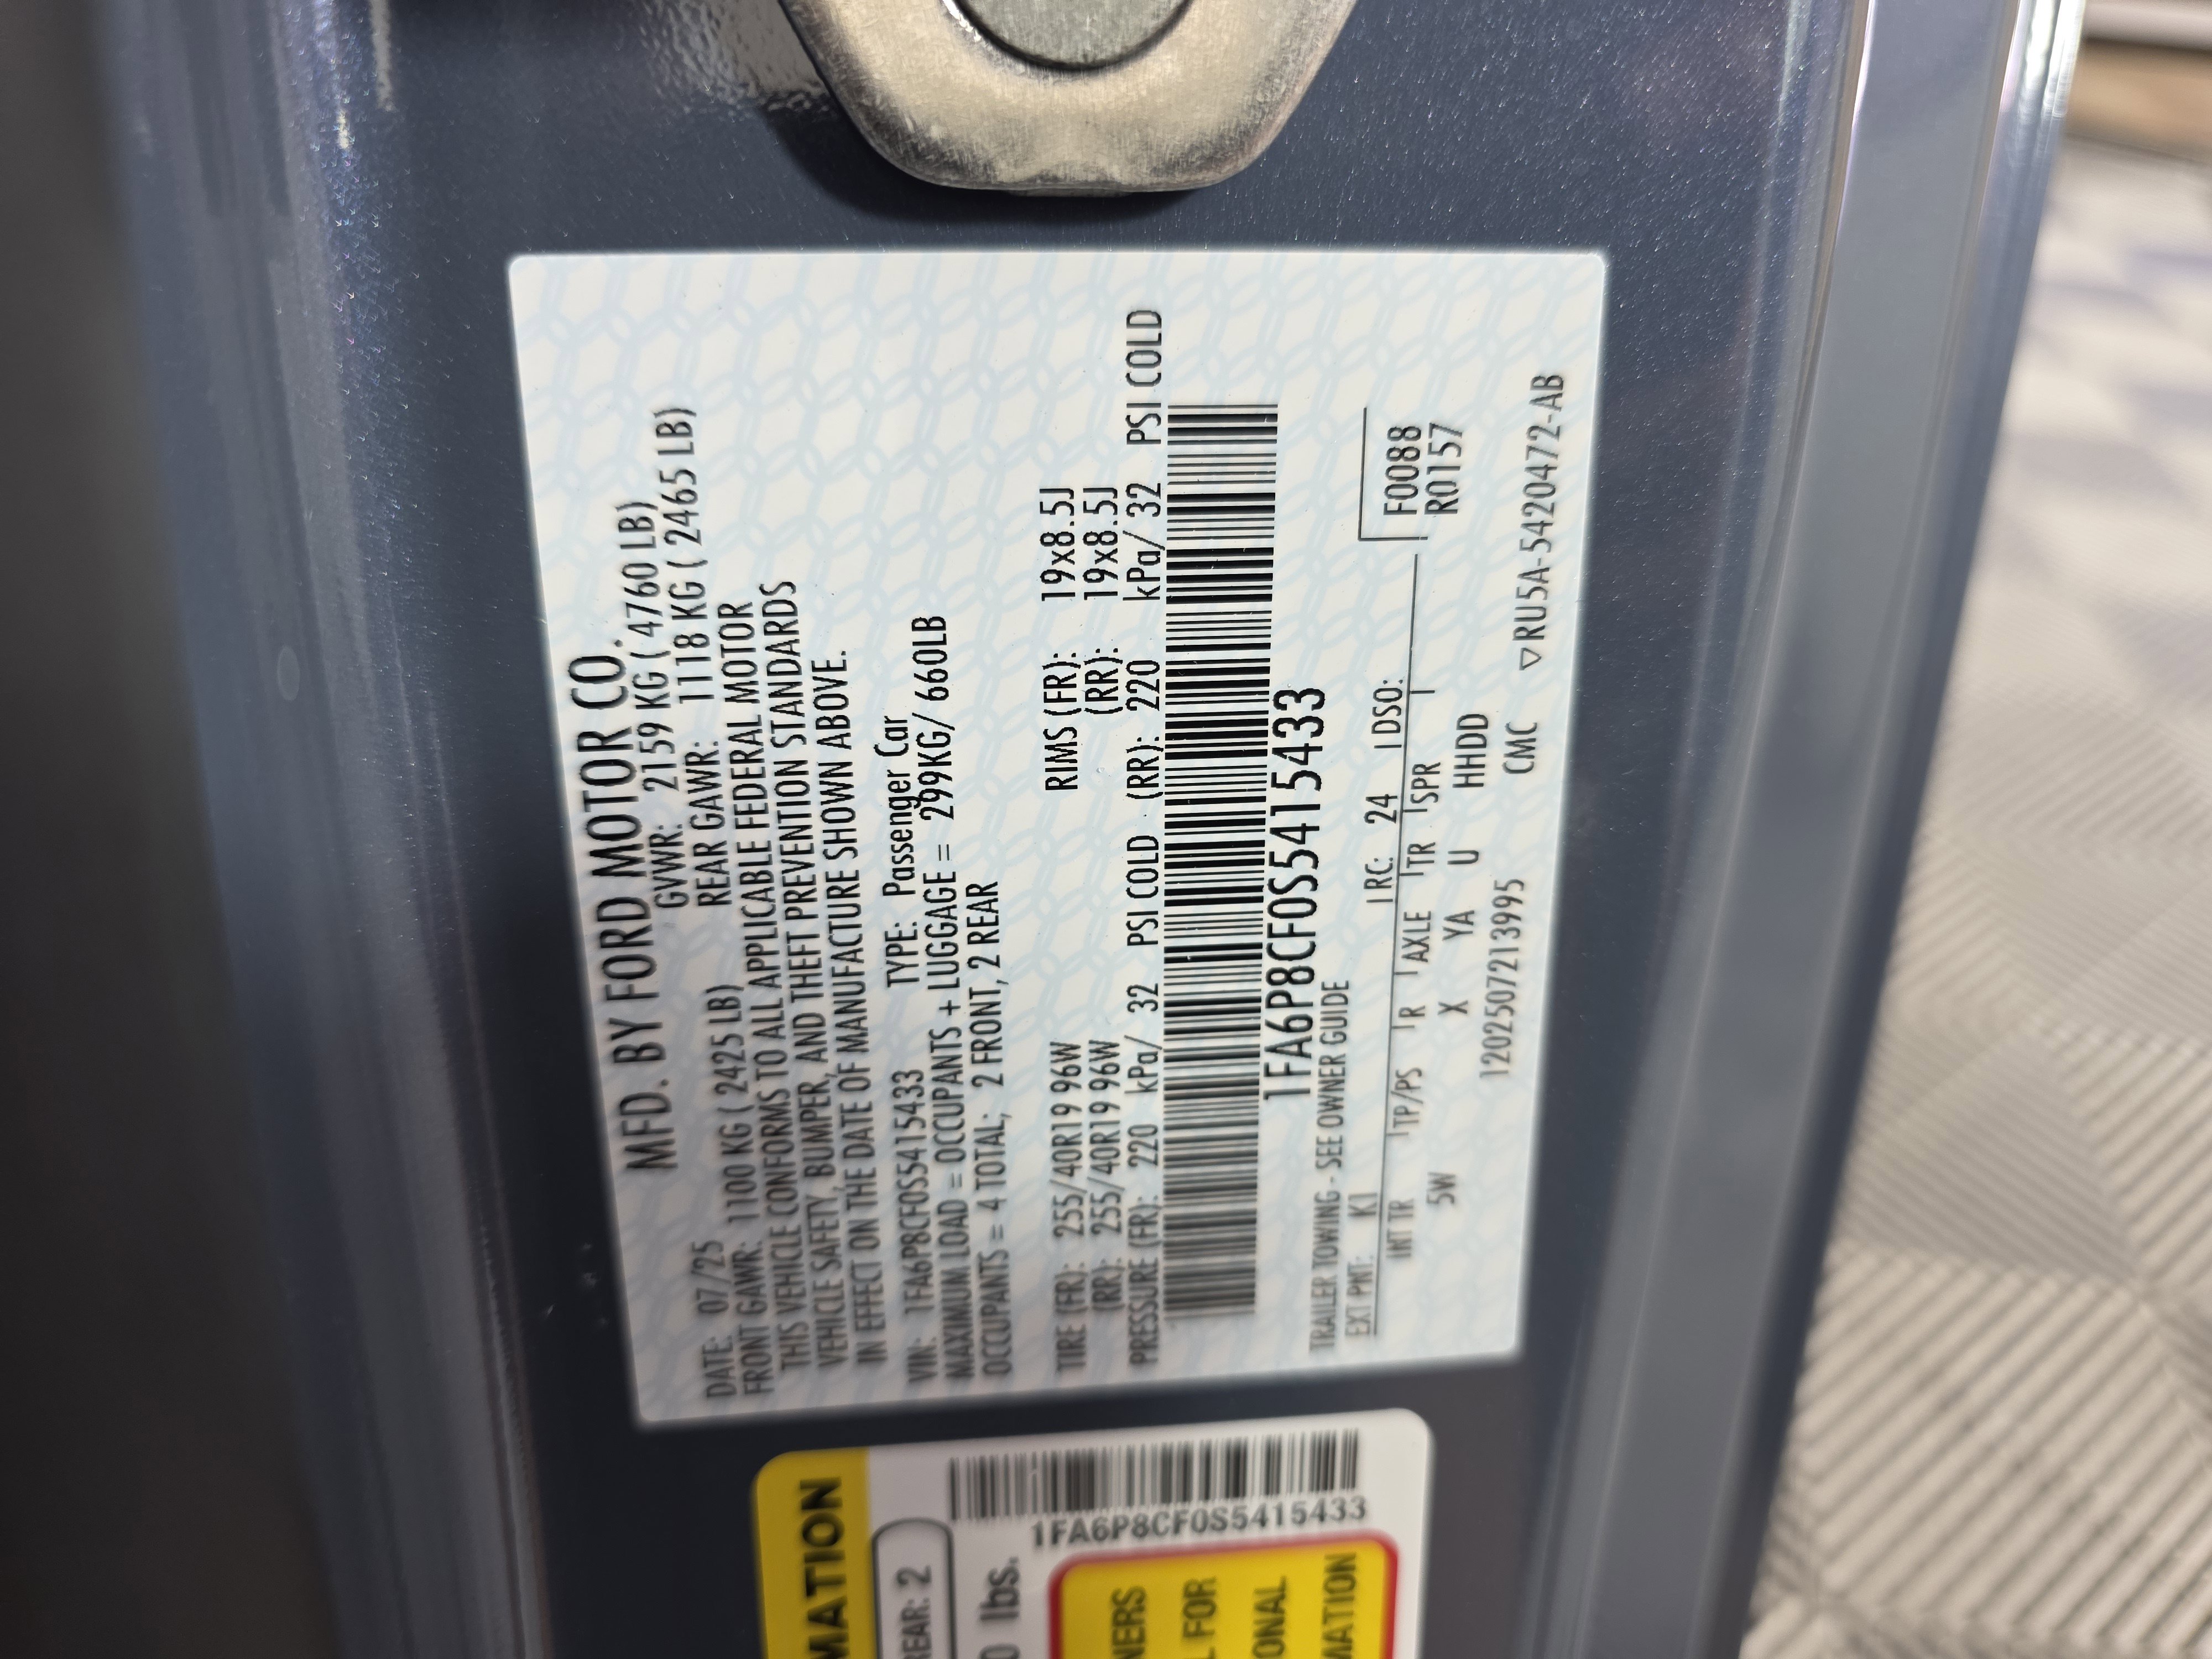 MFD. BY FORD MOTOR CO.
DATE: 07/25 GVWR: 2159 KG ( 4760 LB)
FRONT GAWR: 1100 KG ( 2425 LB) REAR GAWR: 1118 KG ( 2465 LB)
THIS VEHICLE CONFORMS TO ALL APPLICABLE FEDERAL MOTOR
VEHICLE SAFETY, BUMPER, AND THEFT PREVENTION STANDARDS
IN EFFECT ON THE DATE OF MANUFACTURE SHOWN ABOVE.
VIN: 1FA6P8CF0S5415433 TYPE: Passenger Car
MAXIMUM LOAD = OCCUPANTS + LUGGAGE = 299KG/ 660LB
OCCUPANTS = 4 TOTAL; 2 FRONT, 2 REAR
TIRE (FR): 255/40R19 96W RIMS (FR): 19x8.5J
(RR): 255/40R19 96W (RR): 19x8.5J
PRESSURE (FR): 220 kPa/ 32 PSI COLD (RR): 220 kPa/ 32 PSI COLD
1FA6P8CF0S5415433
TRAILER TOWING - SEE OWNER GUIDE
EXT PNT: K1 RC: 24 DSO:
INT TR TP/PS R AXLE TR SPR F0088
5W X YA U HHDD R0157
1202507213995
CMC ▽RU5A-5420472-AB
MATION
REAR: 2
0 lbs.
1FA6P8CF0S5415433
NERS
L FOR
ONAL
MATION